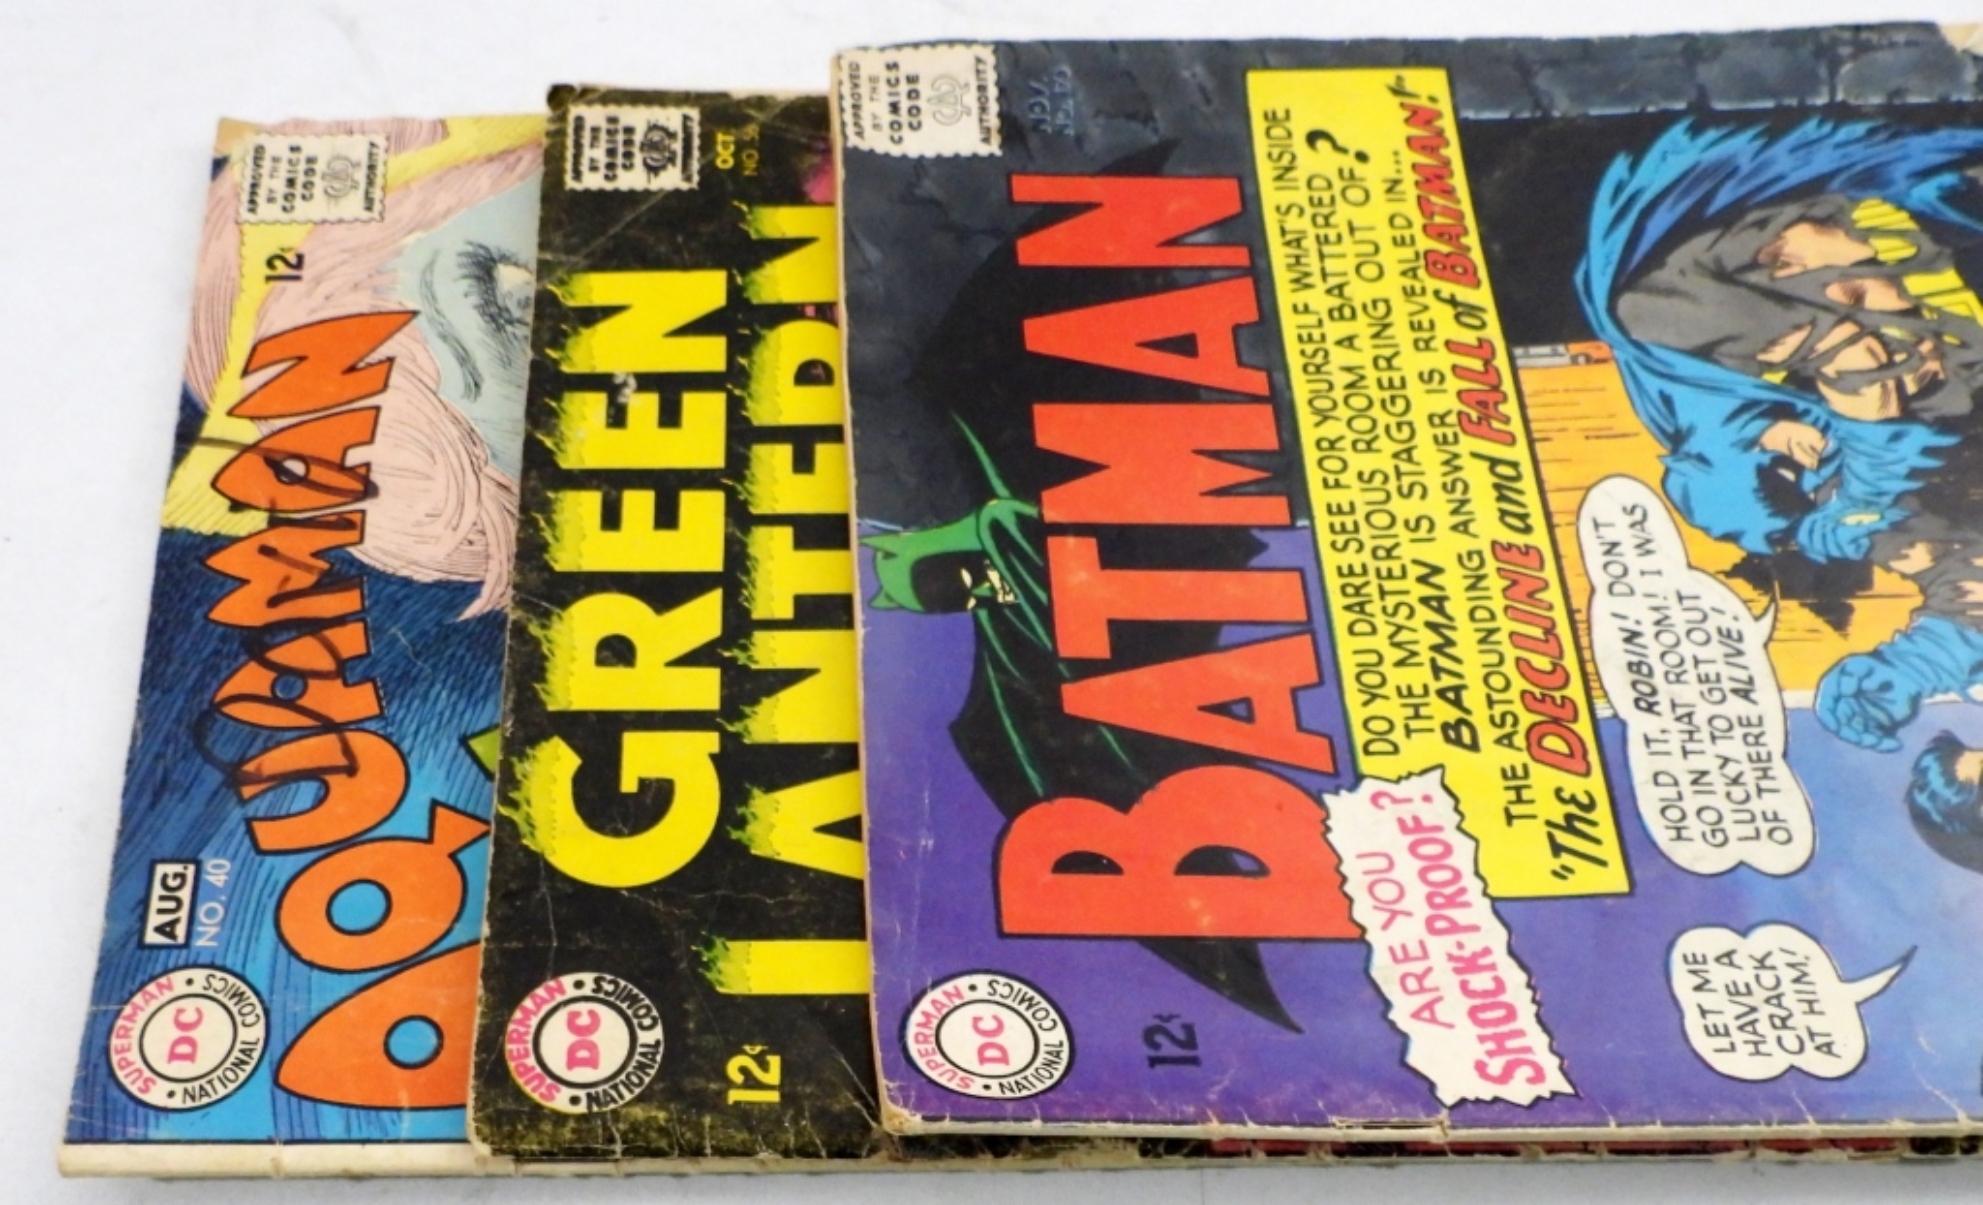 APPROVED
BY THE
COMICS
CODE
AUTHORITY
12¢
AQUAMAN
AUG.
NO. 40
SUPERMAN • NATIONAL COMICS •
DC
APPROVED
BY THE
COMICS
CODE
AUTHORITY
OCT.
GREEN
LANTERN
12¢
SUPERMAN • NATIONAL COMICS •
DC
APPROVED
BY THE
COMICS
CODE
AUTHORITY
NOV.
BATMAN
12¢
SUPERMAN • NATIONAL COMICS •
DC
DO YOU DARE SEE FOR YOURSELF WHAT'S INSIDE
THE MYSTERIOUS ROOM A BATTERED
BATMAN IS STAGGERING OUT OF?
THE ASTOUNDING ANSWER IS REVEALED IN...
"The DECLINE and FALL of BATMAN!"
ARE YOU
SHOCK-PROOF?
HOLD IT, ROBIN! DON'T
GO IN THAT ROOM! I WAS
LUCKY TO GET OUT
OF THERE ALIVE!
LET ME
HAVE A
CRACK
AT HIM!